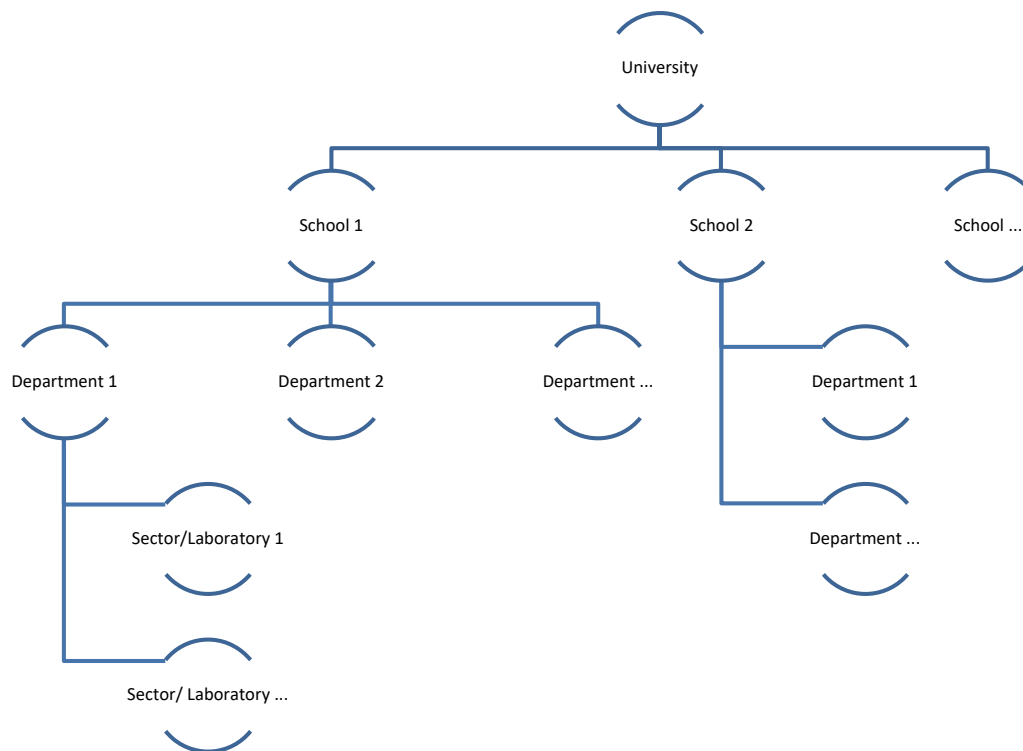 University
School 1
School 2
School ...
Department 1
Department 2
Department ...
Department 1
Sector/Laboratory 1
Department ...
Sector/ Laboratory ...